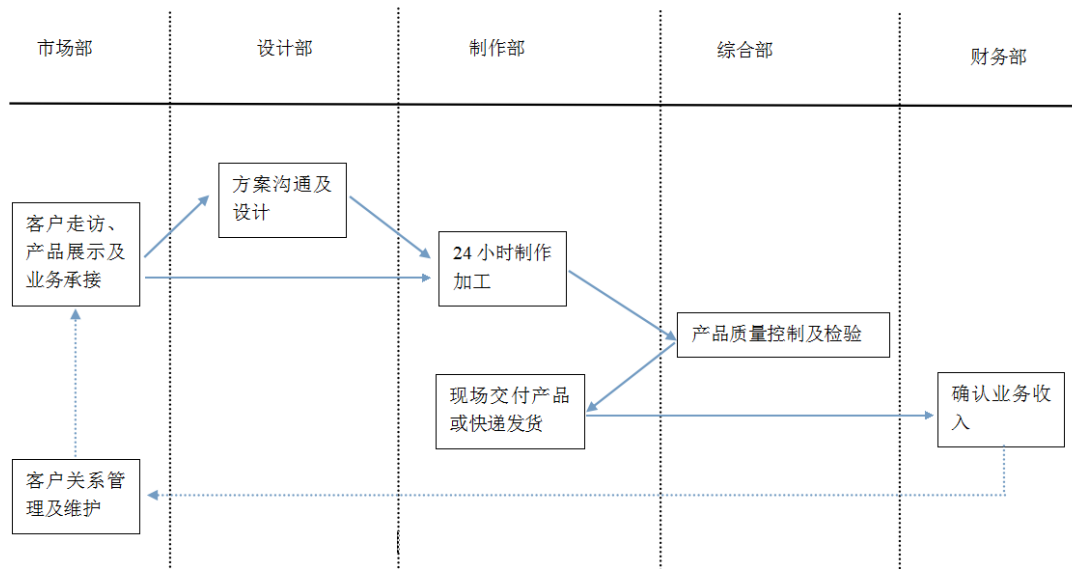 市场部
设计部
制作部
综合部
财务部
方案沟通及
设计
客户走访、
产品展示及
业务承接
24 小时制作
加工
产品质量控制及检验
现场交付产品
或快递发货
确认业务收
入
客户关系管
理及维护